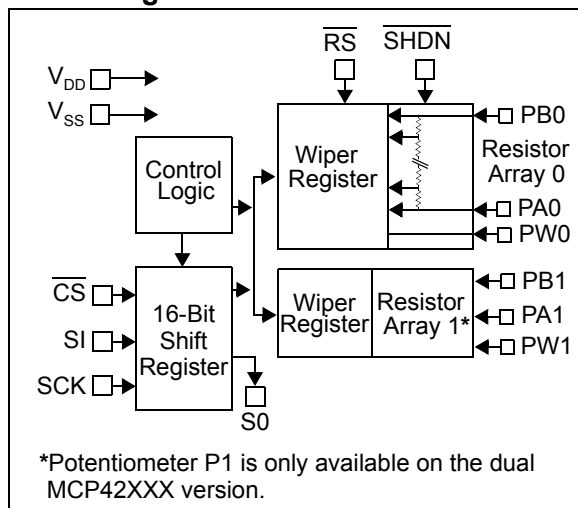 RS
SHDN
VDD
VSS
PB0
Wiper
Register
Resistor
Array 0
Control
Logic
PA0
PW0
CS
SI
SCK
16-Bit
Shift
Register
Wiper
Register
Resistor
Array 1*
PB1
PA1
PW1
S0
*Potentiometer P1 is only available on the dual
MCP42XXX version.